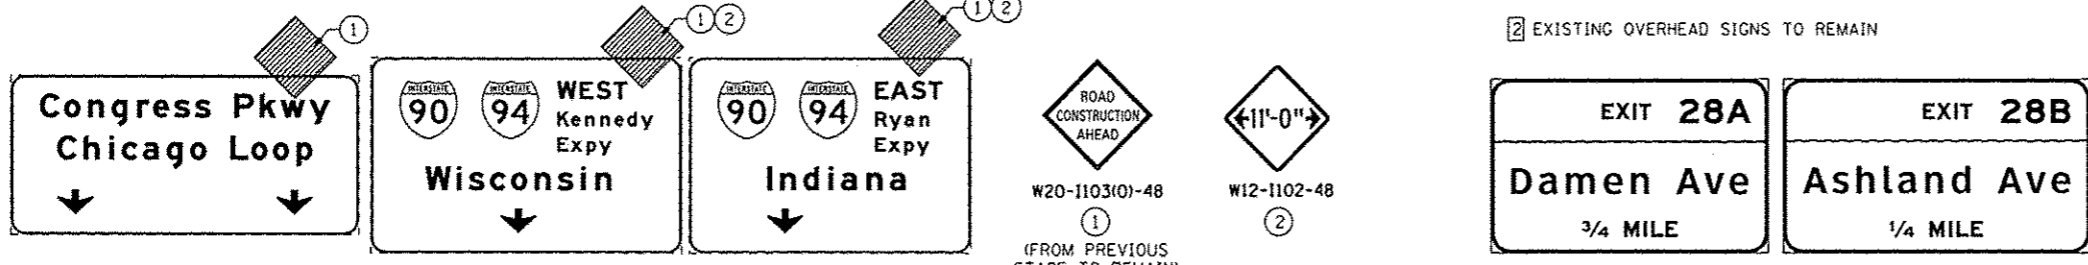 1
1 2
1 2
Congress Pkwy
Chicago Loop
INTERSTATE 90 INTERSTATE 94 WEST
Kennedy
Expy
Wisconsin
INTERSTATE 90 INTERSTATE 94 EAST
Ryan
Expy
Indiana
ROAD
CONSTRUCTION
AHEAD
W20-1103(0)-48
1
(FROM PREVIOUS
STAGE TO REMAIN)
11'-0"
W12-1102-48
2
2 EXISTING OVERHEAD SIGNS TO REMAIN
EXIT 28A
Damen Ave
3/4 MILE
EXIT 28B
Ashland Ave
1/4 MILE